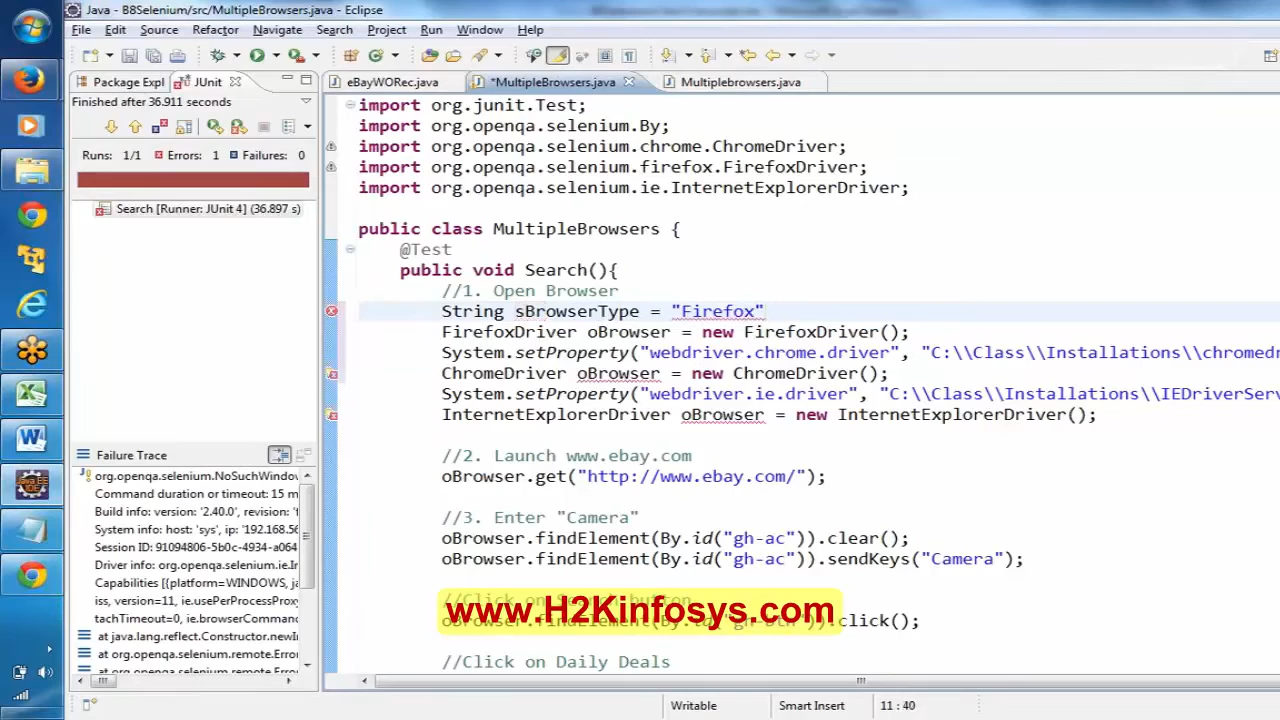 Java - B8Selenium/src/MultipleBrowsers.java - Eclipse
File Edit Source Refactor Navigate Search Project Run Window Help
Package Expl JUnit
eBayWORec.java *MultipleBrowsers.java Multiplebrowsers.java
Finished after 36.911 seconds
Runs: 1/1 Errors: 1 Failures: 0
Search [Runner: JUnit 4] (36.897 s)
Failure Trace
org.openqa.selenium.NoSuchWindow
Command duration or timeout: 15 m
Build info: version: '2.40.0', revision: '
System info: host: 'sys', ip: '192.168.56
Session ID: 91094806-5b0c-4934-a064
Driver info: org.openqa.selenium.ie.In
Capabilities [{platform=WINDOWS, ja
iss, version=11, ie.usePerProcessProxy
tachTimeout=0, ie.browserComman
at java.lang.reflect.Constructor.newIn
at org.openqa.selenium.remote.Error
at org.openqa.selenium.remote.Error
import org.junit.Test;
import org.openqa.selenium.By;
import org.openqa.selenium.chrome.ChromeDriver;
import org.openqa.selenium.firefox.FirefoxDriver;
import org.openqa.selenium.ie.InternetExplorerDriver;
public class MultipleBrowsers {
@Test
public void Search(){
//1. Open Browser
String sBrowserType = "Firefox"
FirefoxDriver oBrowser = new FirefoxDriver();
System.setProperty("webdriver.chrome.driver", "C:\\Class\\Installations\\chromedr
ChromeDriver oBrowser = new ChromeDriver();
System.setProperty("webdriver.ie.driver", "C:\\Class\\Installations\\IEDriverServ
InternetExplorerDriver oBrowser = new InternetExplorerDriver();
//2. Launch www.ebay.com
oBrowser.get("http://www.ebay.com/");
//3. Enter "Camera"
oBrowser.findElement(By.id("gh-ac")).clear();
oBrowser.findElement(By.id("gh-ac")).sendKeys("Camera");
www.H2Kinfosys.com
click();
//Click on Daily Deals
Writable Smart Insert 11 : 40